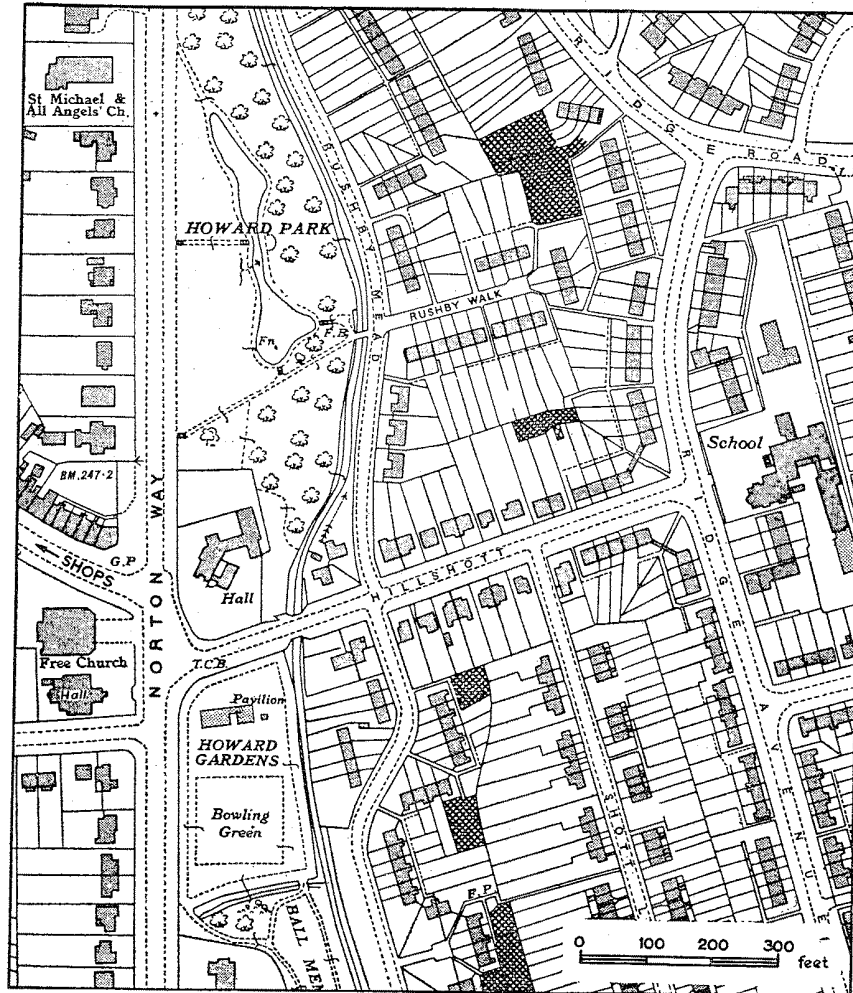 St Michael &
All Angels' Ch.
HOWARD PARK
RUSHBY MEAD
RIDGE ROAD
RUSHBY WALK
Fn.
F.B.
School
BM.247·2
NORTON WAY
G.P
SHOPS
Hall
HILLSHOTT
RIDGE AVENUE
Free Church
Hall
T.C.B.
Pavilion
HOWARD
GARDENS
Bowling
Green
SHOTT
F.P.
BALL MEM
0 100 200 300
feet